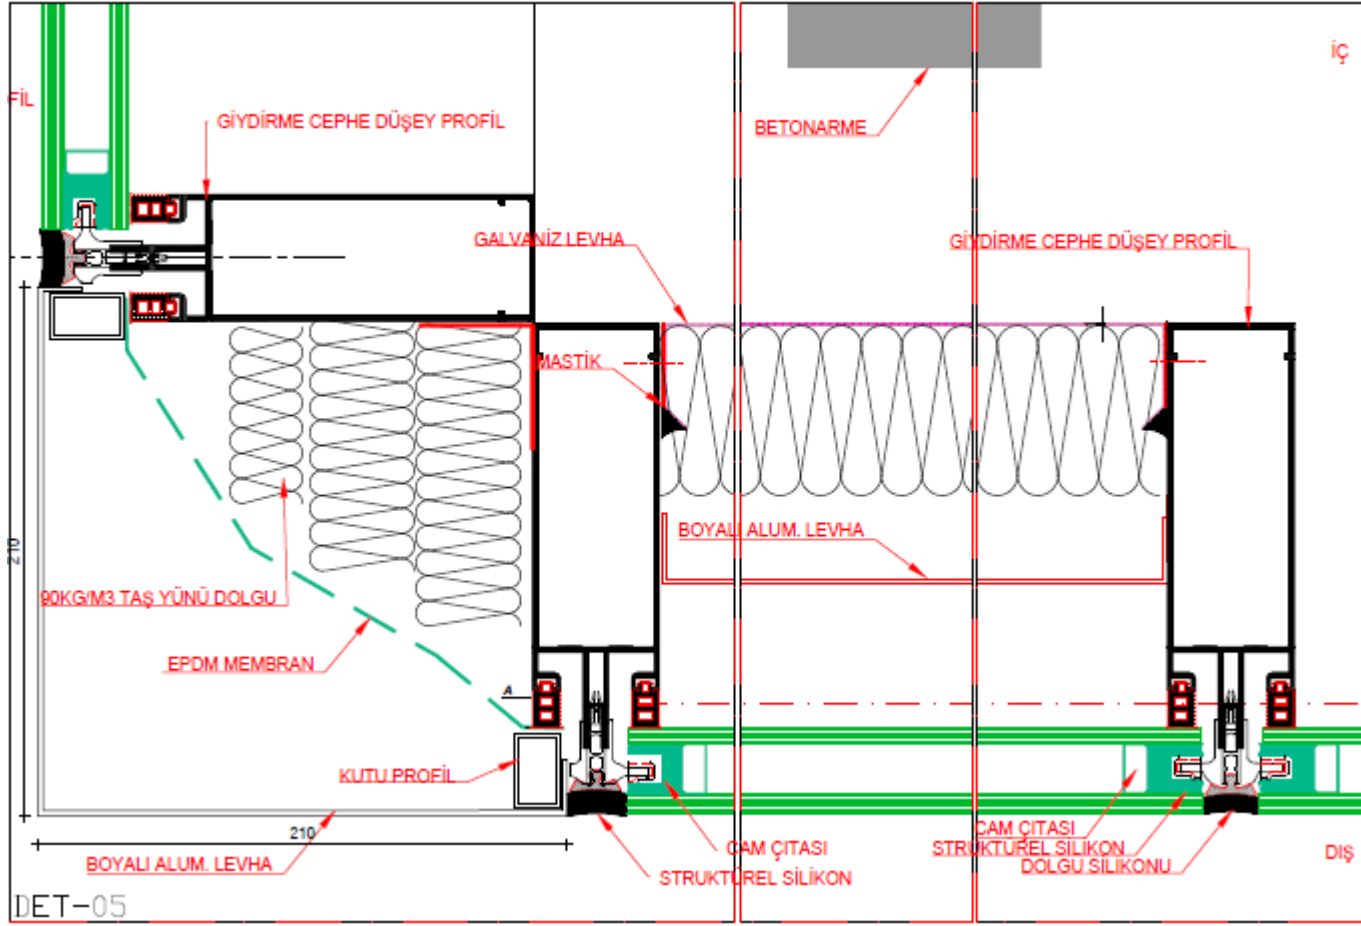 İÇ
FİL
GİYDİRME CEPHE DÜŞEY PROFİL
BETONARME
GALVANİZ LEVHA
GİYDİRME CEPHE DÜŞEY PROFİL
MASTİK
BOYALI ALUM. LEVHA
210
90KG/M3 TAŞ YÜNÜ DOLGU
EPDM MEMBRAN
A
KUTU PROFİL
210
BOYALI ALUM. LEVHA
CAM ÇITASI
STRUKTÜREL SİLİKON
CAM ÇITASI
STRUKTÜREL SİLİKON
DOLGU SİLİKONU
DIŞ
DET-05